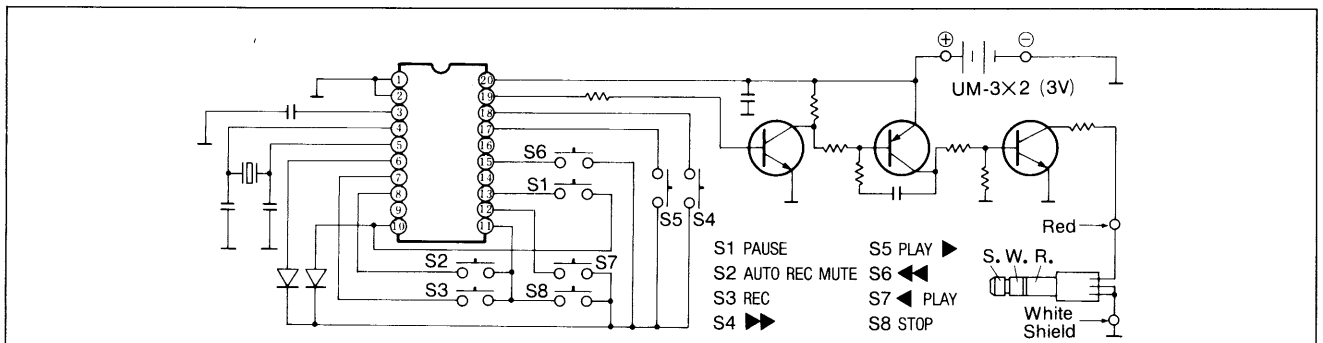 ⊕ ⊖
UM-3×2 (3V)
1 20
2 19
3 18
4 17
5 16
6 15
7 14
8 13
9 12
10 11
S6
S1
S5 S4
S2 S7
S3 S8
Red
S. W. R.
White
Shield
S1 PAUSE S5 PLAY ▶
S2 AUTO REC MUTE S6 ◀◀
S3 REC S7 ◀ PLAY
S4 ▶▶ S8 STOP